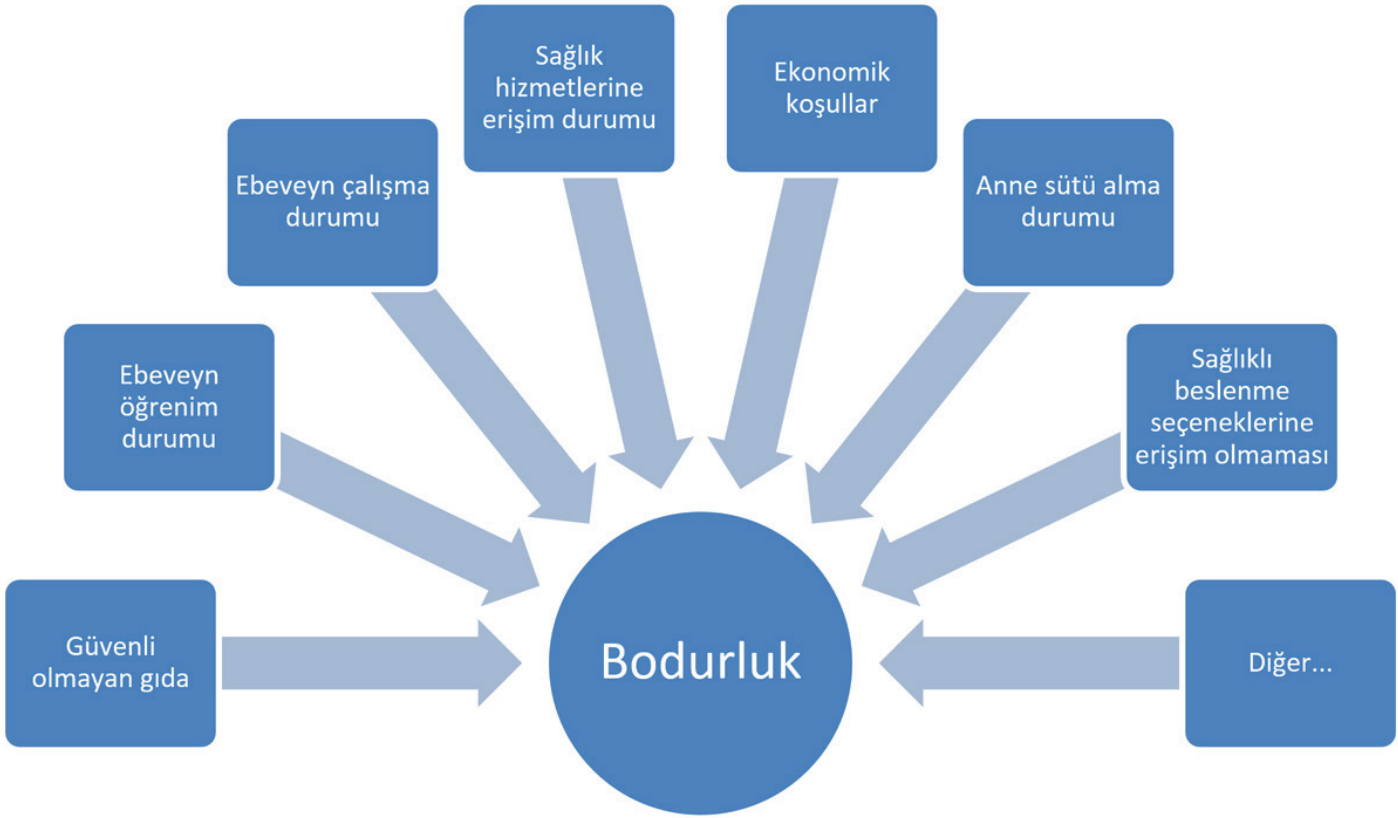 Güvenli
olmayan gıda
Ebeveyn
öğrenim
durumu
Ebeveyn çalışma
durumu
Sağlık
hizmetlerine
erişim durumu
Ekonomik
koşullar
Anne sütü alma
durumu
Sağlıklı
beslenme
seçeneklerine
erişim olmaması
Diğer...
Bodurluk